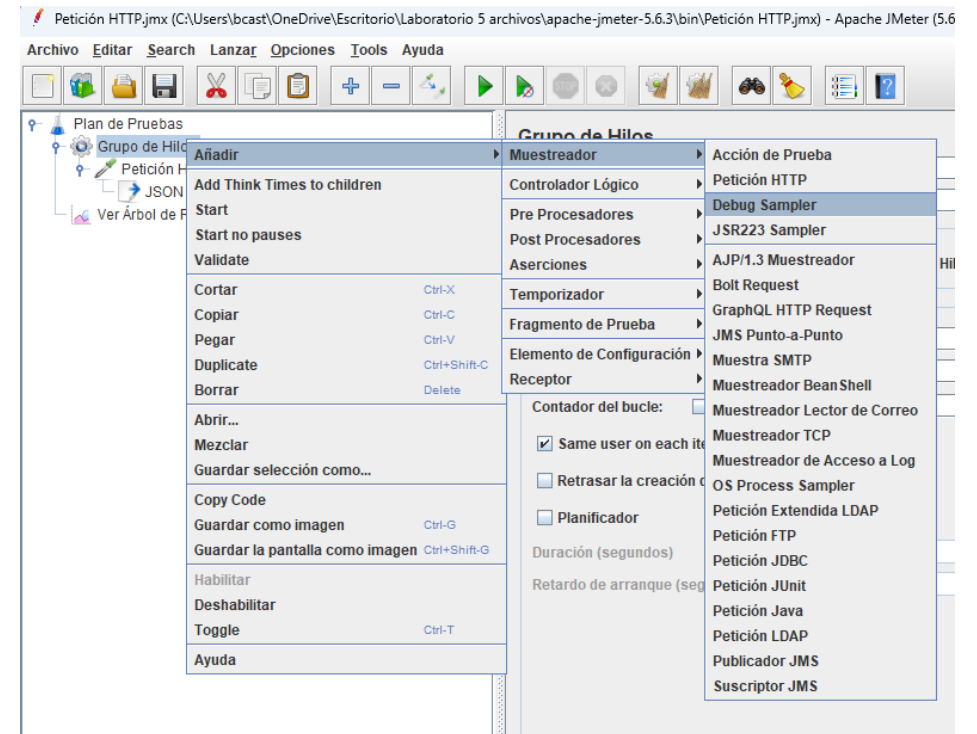 Petición HTTP.jmx (C:\Users\bcast\OneDrive\Escritorio\Laboratorio 5 archivos\apache-jmeter-5.6.3\bin\Petición HTTP.jmx) - Apache JMeter (5.6
Archivo Editar Search Lanzar Opciones Tools Ayuda
STOP
Plan de Pruebas
Grupo de Hilo
Petición H
JSON
Ver Árbol de R
Grupo de Hilos
Añadir
Add Think Times to children
Start
Start no pauses
Validate
Cortar Ctrl-X
Copiar Ctrl-C
Pegar Ctrl-V
Duplicate Ctrl+Shift-C
Borrar Delete
Abrir...
Mezclar
Guardar selección como...
Copy Code
Guardar como imagen Ctrl-G
Guardar la pantalla como imagen Ctrl+Shift-G
Habilitar
Deshabilitar
Toggle Ctrl-T
Ayuda
Muestreador
Controlador Lógico
Pre Procesadores
Post Procesadores
Aserciones
Temporizador
Fragmento de Prueba
Elemento de Configuración
Receptor
Acción de Prueba
Petición HTTP
Debug Sampler
JSR223 Sampler
AJP/1.3 Muestreador
Bolt Request
GraphQL HTTP Request
JMS Punto-a-Punto
Muestra SMTP
Muestreador BeanShell
Muestreador Lector de Correo
Muestreador TCP
Muestreador de Acceso a Log
OS Process Sampler
Petición Extendida LDAP
Petición FTP
Petición JDBC
Petición JUnit
Petición Java
Petición LDAP
Publicador JMS
Suscriptor JMS
Hil
Contador del bucle:
Same user on each ite
Retrasar la creación d
Planificador
Duración (segundos)
Retardo de arranque (seg